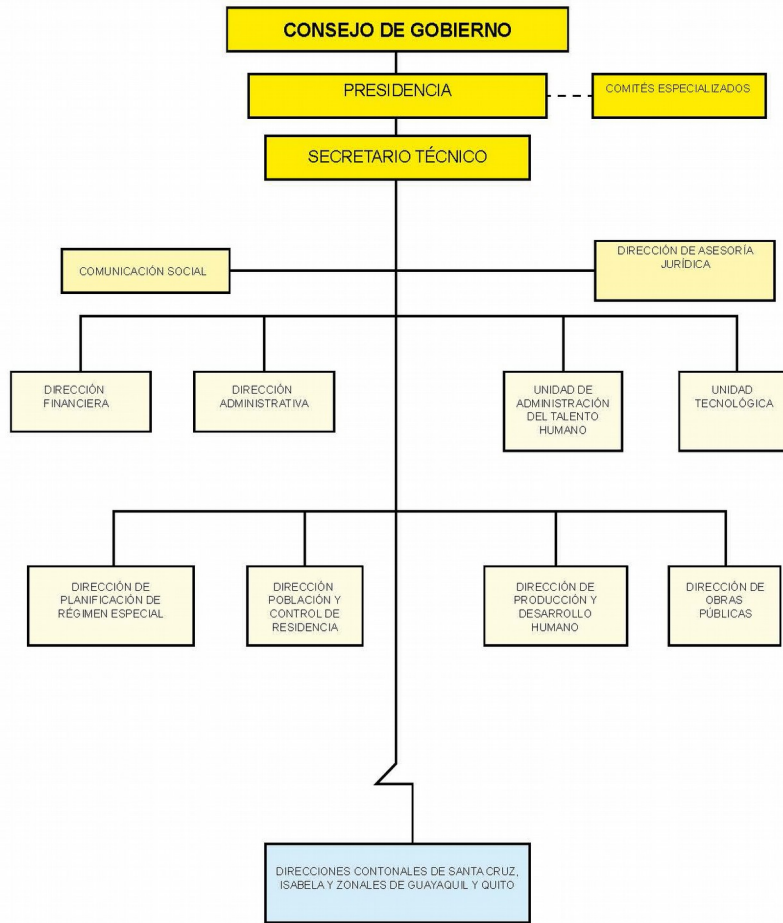 CONSEJO DE GOBIERNO
PRESIDENCIA
COMITÉS ESPECIALIZADOS
SECRETARIO TÉCNICO
COMUNICACIÓN SOCIAL
DIRECCIÓN DE ASESORÍA
JURÍDICA
DIRECCIÓN
FINANCIERA
DIRECCIÓN
ADMINISTRATIVA
UNIDAD DE
ADMINISTRACIÓN
DEL TALENTO
HUMANO
UNIDAD
TECNOLÓGICA
DIRECCIÓN DE
PLANIFICACIÓN DE
RÉGIMEN ESPECIAL
DIRECCIÓN
POBLACIÓN Y
CONTROL DE
RESIDENCIA
DIRECCIÓN DE
PRODUCCIÓN Y
DESARROLLO
HUMANO
DIRECCIÓN DE
OBRAS
PÚBLICAS
DIRECCIONES CONTONALES DE SANTA CRUZ,
ISABELA Y ZONALES DE GUAYAQUIL Y QUITO